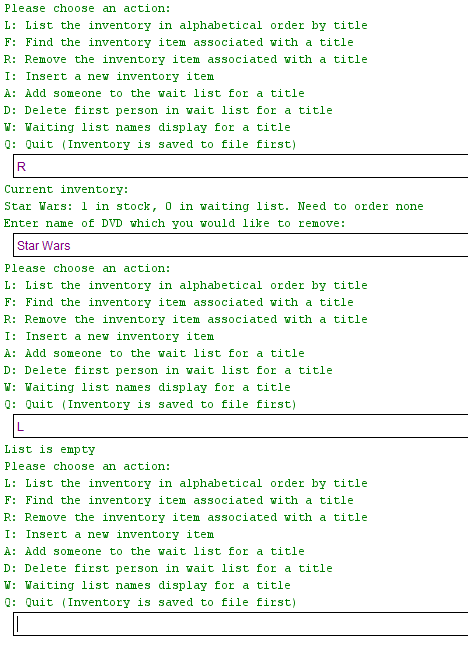 Please choose an action:
L: List the inventory in alphabetical order by title
F: Find the inventory item associated with a title
R: Remove the inventory item associated with a title
I: Insert a new inventory item
A: Add someone to the wait list for a title
D: Delete first person in wait list for a title
W: Waiting list names display for a title
Q: Quit (Inventory is saved to file first)
R
Current inventory:
Star Wars: 1 in stock, 0 in waiting list. Need to order none
Enter name of DVD which you would like to remove:
Star Wars
Please choose an action:
L: List the inventory in alphabetical order by title
F: Find the inventory item associated with a title
R: Remove the inventory item associated with a title
I: Insert a new inventory item
A: Add someone to the wait list for a title
D: Delete first person in wait list for a title
W: Waiting list names display for a title
Q: Quit (Inventory is saved to file first)
L
List is empty
Please choose an action:
L: List the inventory in alphabetical order by title
F: Find the inventory item associated with a title
R: Remove the inventory item associated with a title
I: Insert a new inventory item
A: Add someone to the wait list for a title
D: Delete first person in wait list for a title
W: Waiting list names display for a title
Q: Quit (Inventory is saved to file first)